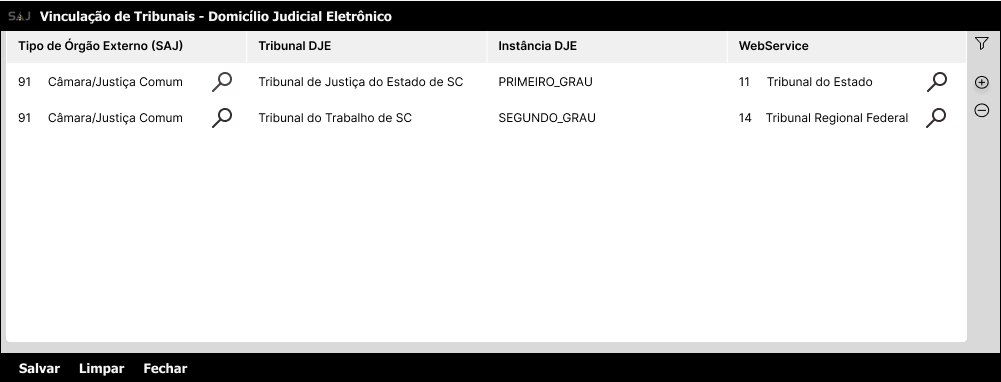 SAJ Vinculação de Tribunais - Domicílio Judicial Eletrônico
Tipo de Órgão Externo (SAJ) Tribunal DJE Instância DJE WebService
91 Câmara/Justiça Comum Tribunal de Justiça do Estado de SC PRIMEIRO_GRAU 11 Tribunal do Estado
91 Câmara/Justiça Comum Tribunal do Trabalho de SC SEGUNDO_GRAU 14 Tribunal Regional Federal
Salvar Limpar Fechar